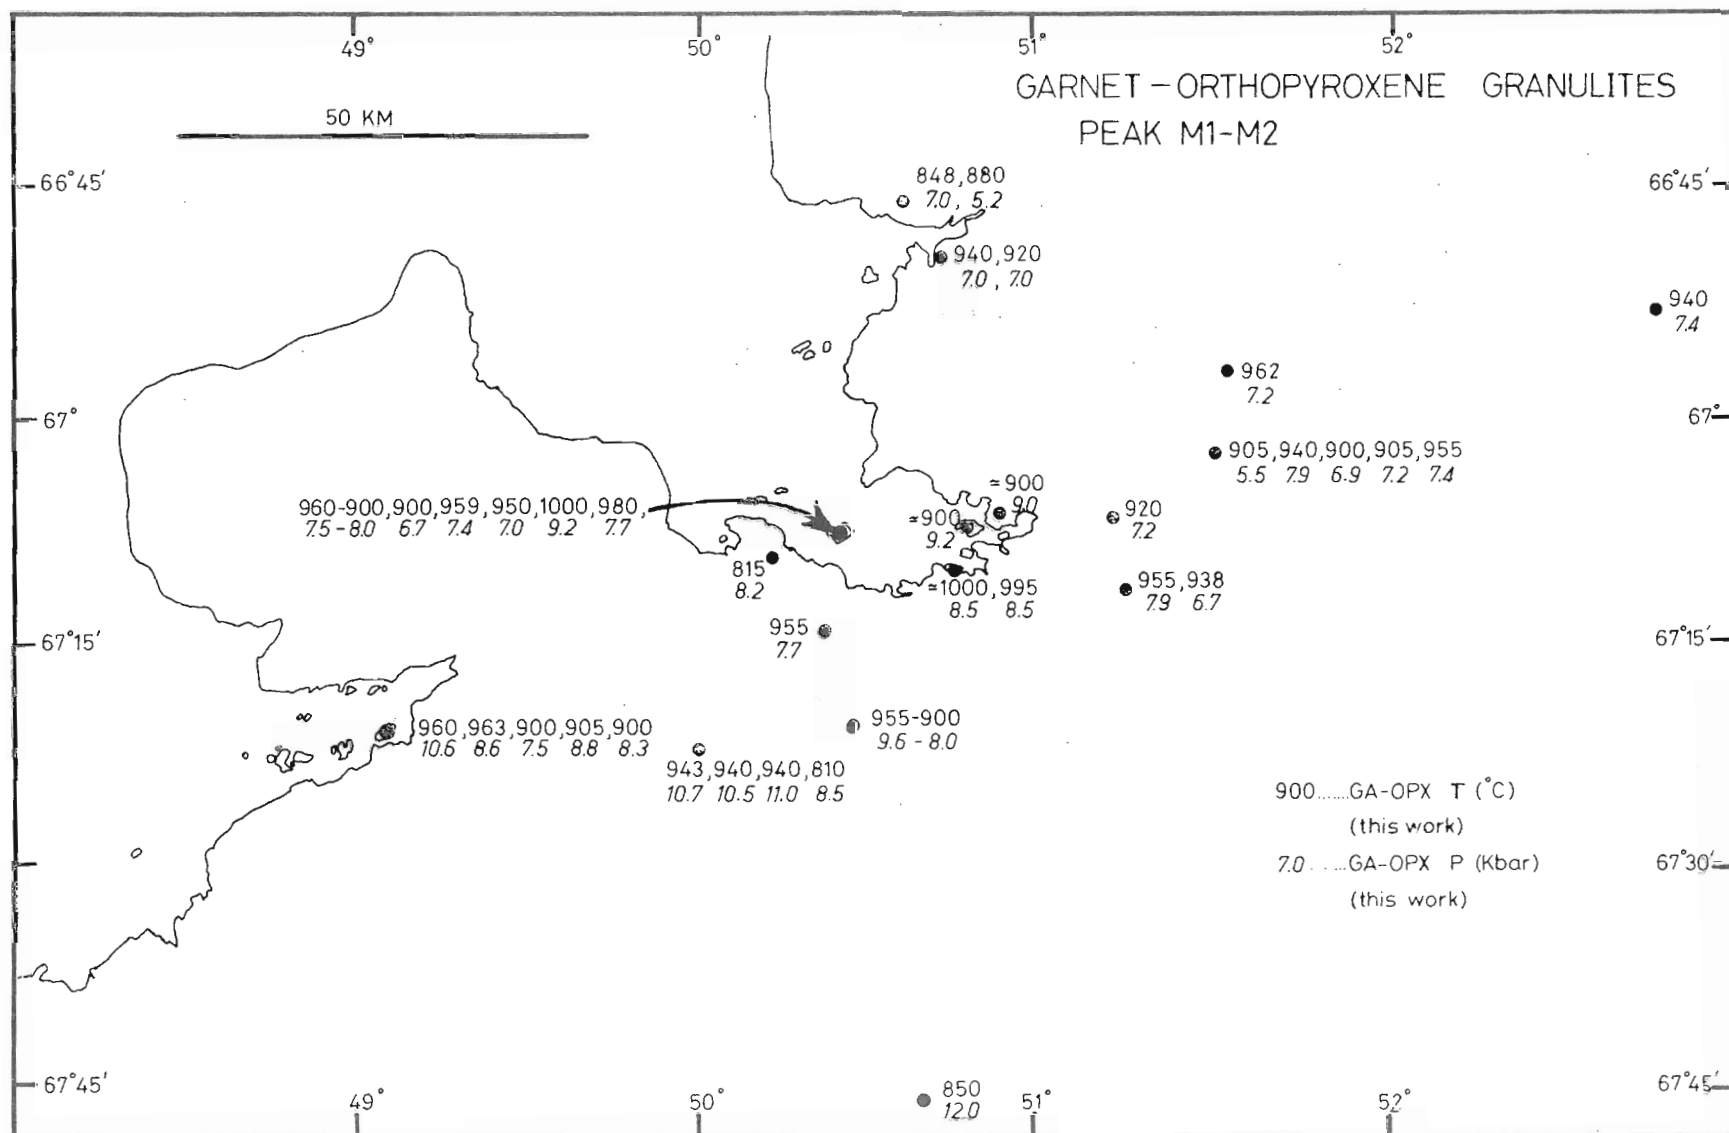 49° 50° 51° 52°
GARNET – ORTHOPYROXENE GRANULITES
PEAK M1-M2
50 KM
66°45′ 66°45′
848,880
7.0 , 5.2
940,920
7.0 , 7.0
940
7.4
962
7.2
67° 67°
905,940,900,905,955
5.5 7.9 6.9 7.2 7.4
960-900,900,959,950,1000,980,
7.5-8.0 6.7 7.4 7.0 9.2 7.7
≃900
9.0
≃900
9.2
920
7.2
815
8.2
≃1000,995
8.5 8.5
955,938
7.9 6.7
955
7.7
67°15′ 67°15′
960,963,900,905,900
10.6 8.6 7.5 8.8 8.3
955-900
9.6-8.0
943,940,940,810
10.7 10.5 11.0 8.5
900......GA-OPX T (°C)
(this work)
7.0.....GA-OPX P (Kbar)
(this work)
67°30′
67°45′ 67°45′
850
12.0
49° 50° 51° 52°